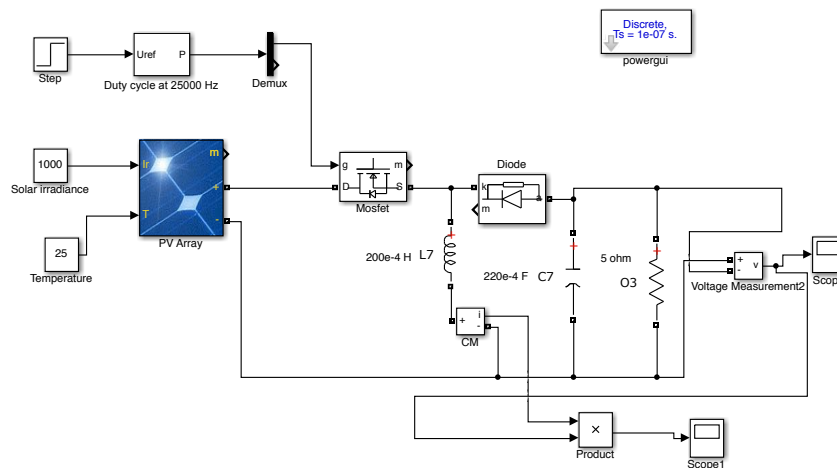 Discrete,
Ts = 1e-07 s.
powergui
Step
Uref P
Duty cycle at 25000 Hz
Demux
1000
Solar irradiance
Ir
T
m
+
-
PV Array
25
Temperature
g m
D S
Mosfet
Diode
k a
m
200e-4 H L7
+ i
-
CM
220e-4 F C7
5 ohm
O3
+ v
-
Voltage Measurement2
Scop
×
Product
Scope1